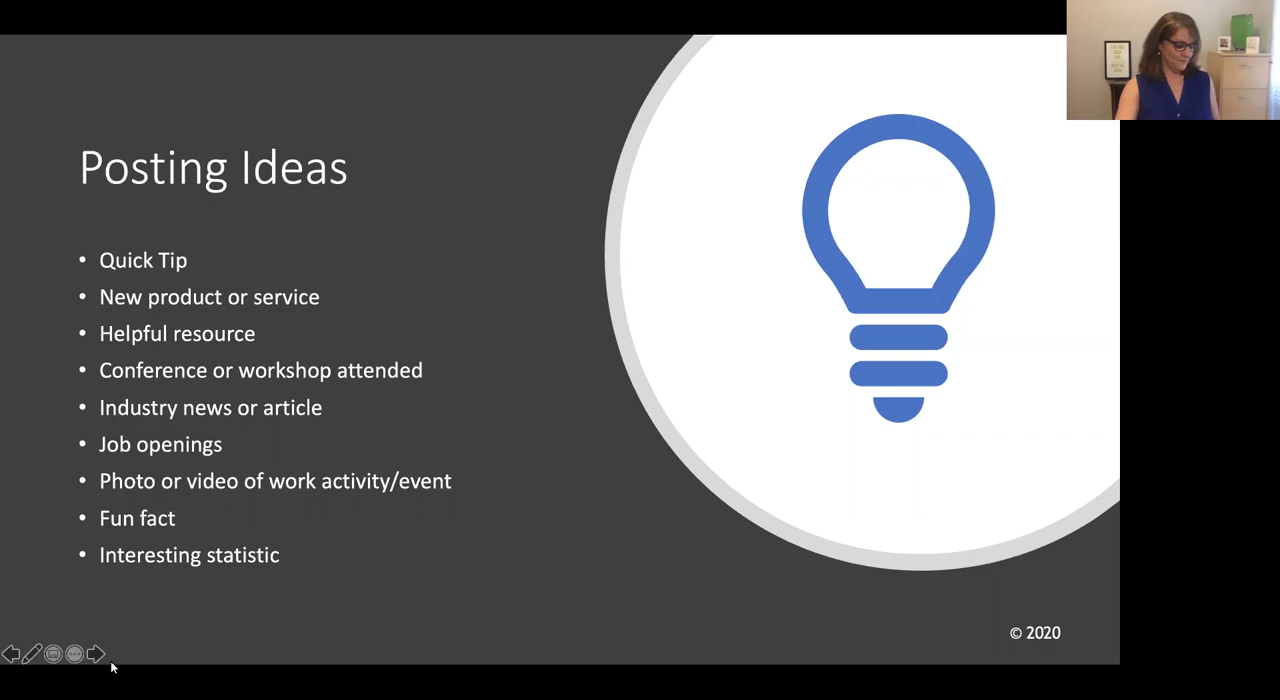 Posting Ideas
• Quick Tip
• New product or service
• Helpful resource
• Conference or workshop attended
• Industry news or article
• Job openings
• Photo or video of work activity/event
• Fun fact
• Interesting statistic
© 2020